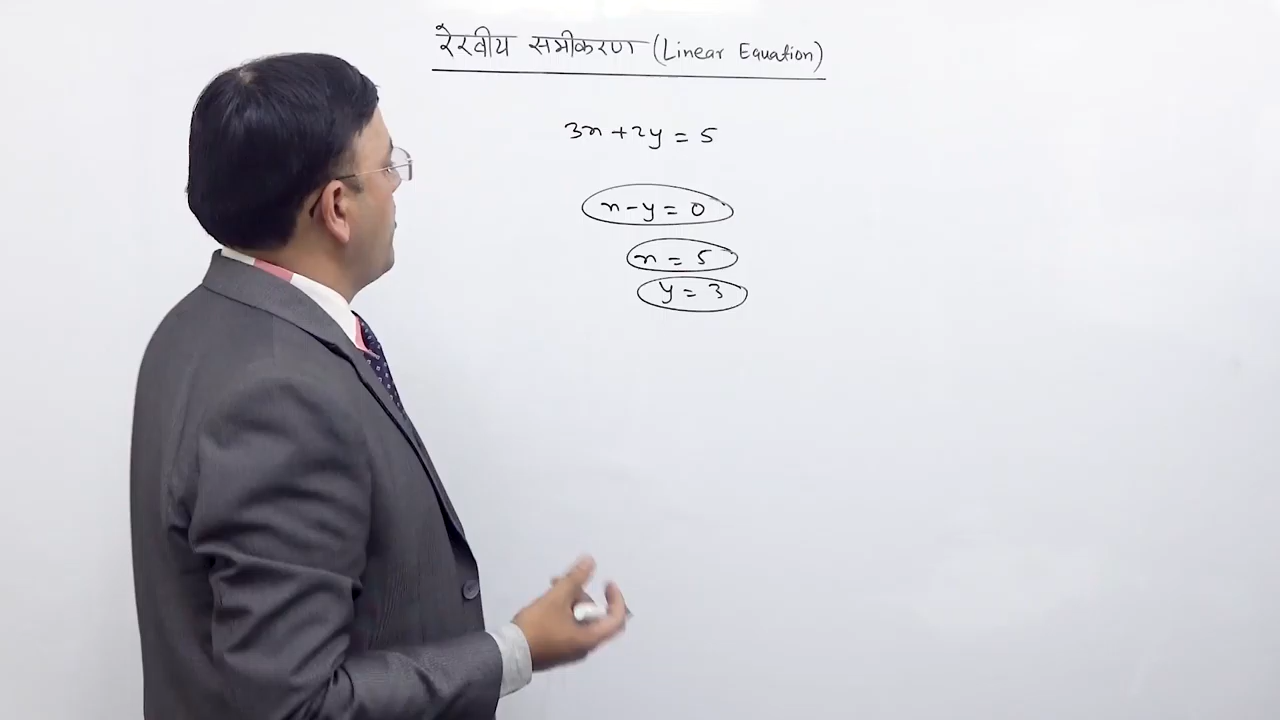 रेखीय समीकरण (Linear Equation)
3x + 2y = 5
x - y = 0
x = 5
y = 3